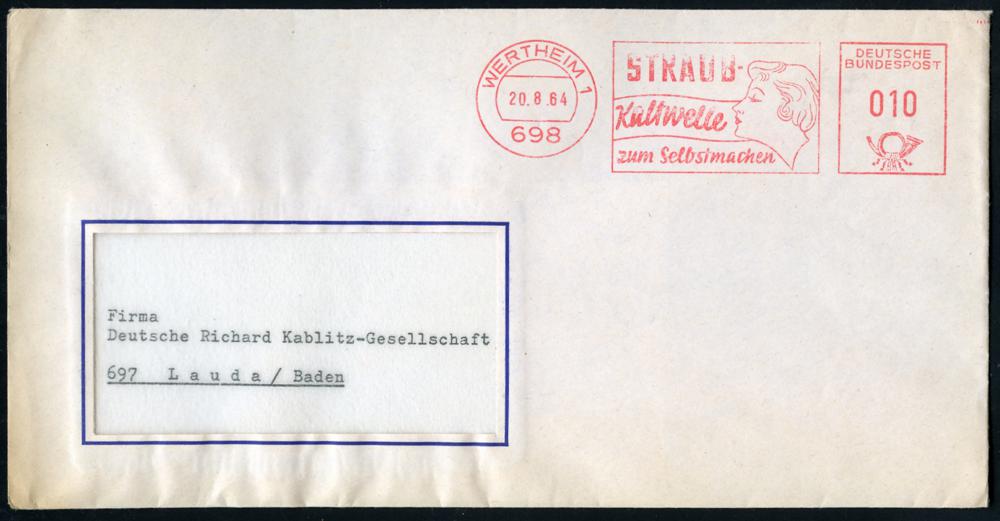 WERTHEIM 1
20.8.64
698
STRAUB-
Kaltwelle
zum Selbstmachen
DEUTSCHE
BUNDESPOST
010
Firma
Deutsche Richard Kablitz-Gesellschaft
697 L a u d a / Baden